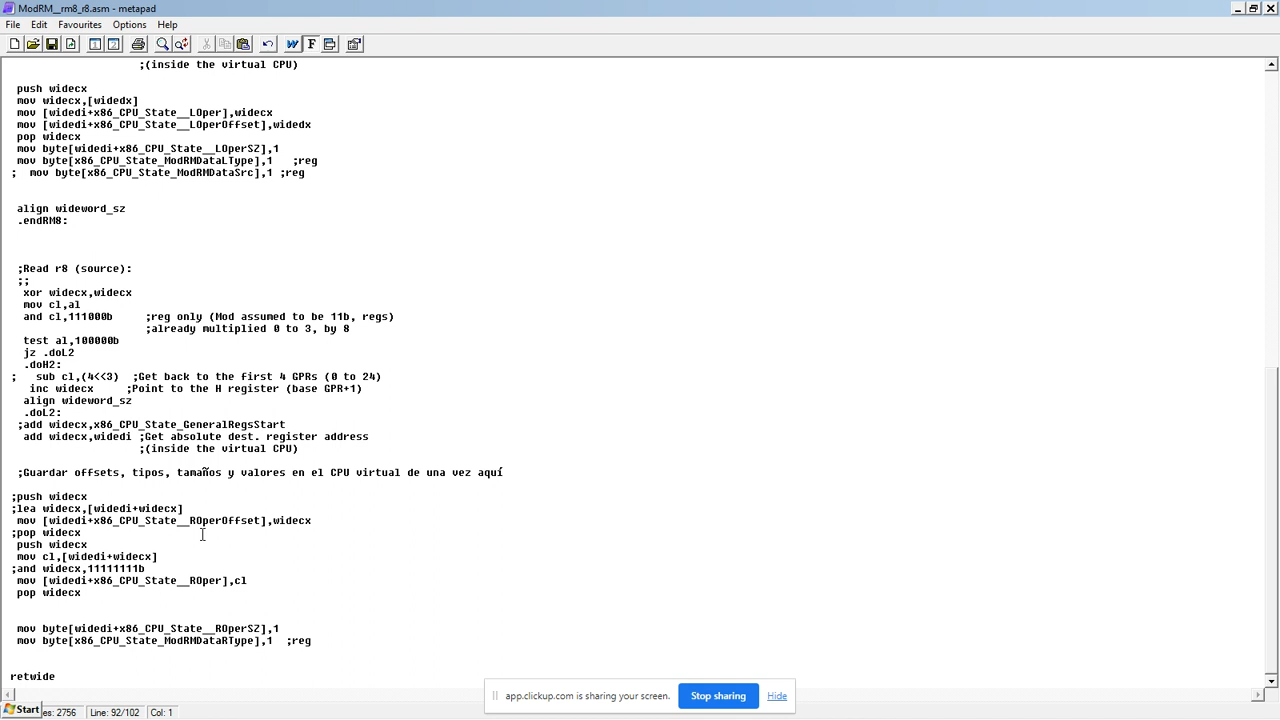 ModRM__rm8_r8.asm - metapad
File Edit Favourites Options Help
;(inside the virtual CPU)
push widecx
mov widecx,[widedx]
mov [widedi+x86_CPU_State__LOper],widecx
mov [widedi+x86_CPU_State__LOperOffset],widedx
pop widecx
mov byte[widedi+x86_CPU_State__LOperSZ],1
mov byte[x86_CPU_State_ModRMDataLType],1 ;reg
; mov byte[x86_CPU_State_ModRMDataSrc],1 ;reg
align wideword_sz
.endRM8:
;Read r8 (source):
;;
xor widecx,widecx
mov cl,al
and cl,111000b ;reg only (Mod assumed to be 11b, regs)
;already multiplied 0 to 3, by 8
test al,100000b
jz .doL2
.doH2:
; sub cl,(4<<3) ;Get back to the first 4 GPRs (0 to 24)
inc widecx ;Point to the H register (base GPR+1)
align wideword_sz
.doL2:
;add widecx,x86_CPU_State_GeneralRegsStart
add widecx,widedi ;Get absolute dest. register address
;(inside the virtual CPU)
;Guardar offsets, tipos, tamaños y valores en el CPU virtual de una vez aquí
;push widecx
;lea widecx,[widedi+widecx]
mov [widedi+x86_CPU_State__ROperOffset],widecx
;pop widecx
push widecx
mov cl,[widedi+widecx]
;and widecx,11111111b
mov [widedi+x86_CPU_State__ROper],cl
pop widecx
mov byte[widedi+x86_CPU_State__ROperSZ],1
mov byte[x86_CPU_State_ModRMDataRType],1 ;reg
retwide
app.clickup.com is sharing your screen. Stop sharing Hide
Start es: 2756 Line: 92/102 Col: 1